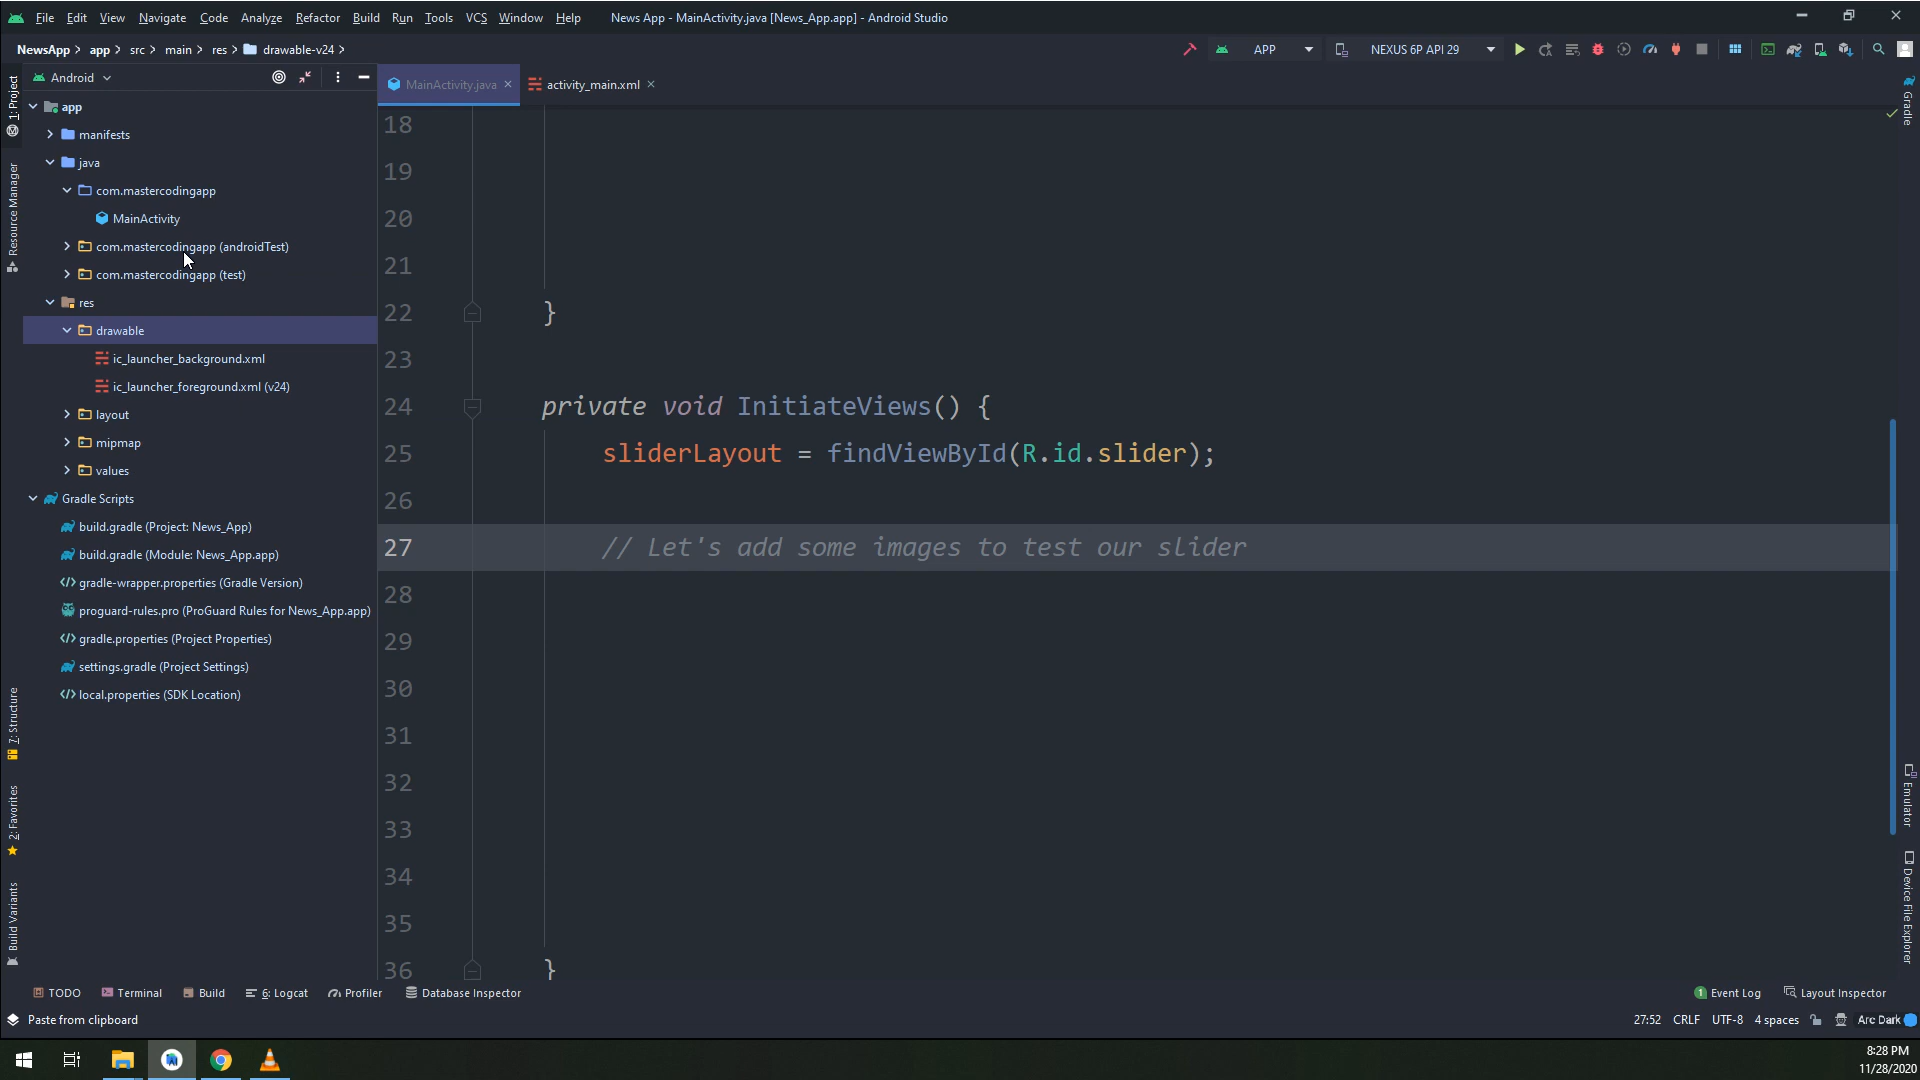 File Edit View Navigate Code Analyze Refactor Build Run Tools VCS Window Help News App - MainActivity.java [News_App.app] - Android Studio
NewsApp app src main res drawable-v24 APP NEXUS 6P API 29
Android
MainActivity.java activity_main.xml
1: Project
Resource Manager
7: Structure
2: Favorites
Build Variants
app
manifests
java
com.mastercodingapp
MainActivity
com.mastercodingapp (androidTest)
com.mastercodingapp (test)
res
drawable
ic_launcher_background.xml
ic_launcher_foreground.xml (v24)
layout
mipmap
values
Gradle Scripts
build.gradle (Project: News_App)
build.gradle (Module: News_App.app)
gradle-wrapper.properties (Gradle Version)
proguard-rules.pro (ProGuard Rules for News_App.app)
gradle.properties (Project Properties)
settings.gradle (Project Settings)
local.properties (SDK Location)
18
19
20
21
22 }
23
24 private void InitiateViews() {
25 sliderLayout = findViewById(R.id.slider);
26
27 // Let's add some images to test our slider
28
29
30
31
32
33
34
35
36 }
Gradle
Emulator
Device File Explorer
TODO Terminal Build 6: Logcat Profiler Database Inspector 1 Event Log Layout Inspector
Paste from clipboard 27:52 CRLF UTF-8 4 spaces Arc Dark
8:28 PM
11/28/2020